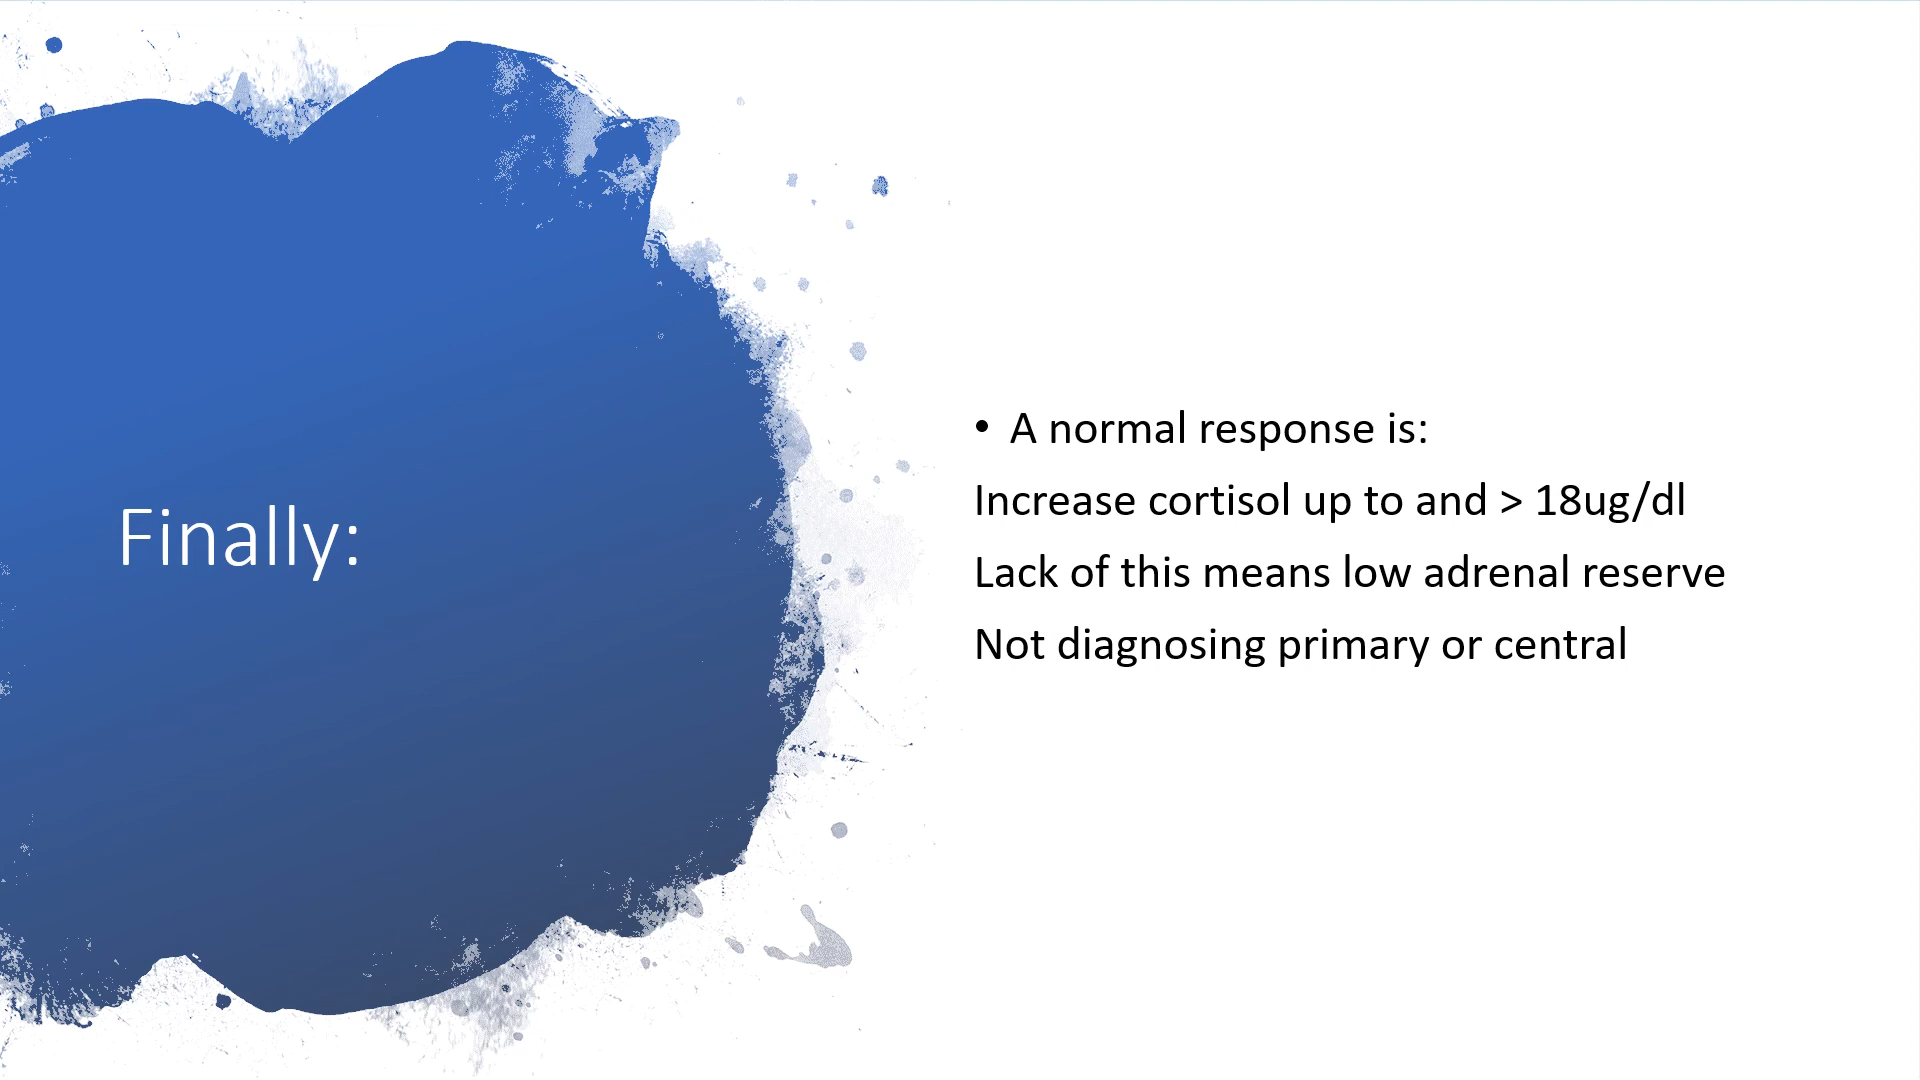 Finally:
• A normal response is:
Increase cortisol up to and > 18ug/dl
Lack of this means low adrenal reserve
Not diagnosing primary or central